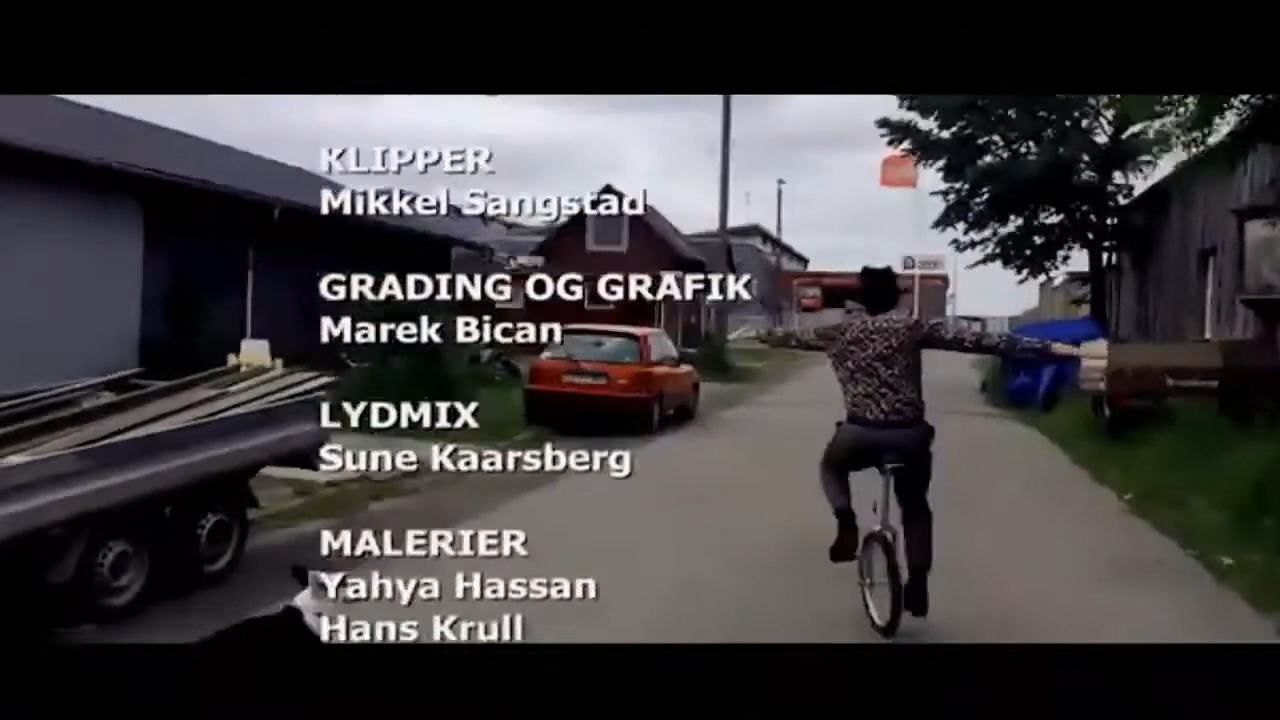 KLIPPER
Mikkel Sangstad
GRADING OG GRAFIK
Marek Bican
LYDMIX
Sune Kaarsberg
MALERIER
Yahya Hassan
Hans Krull